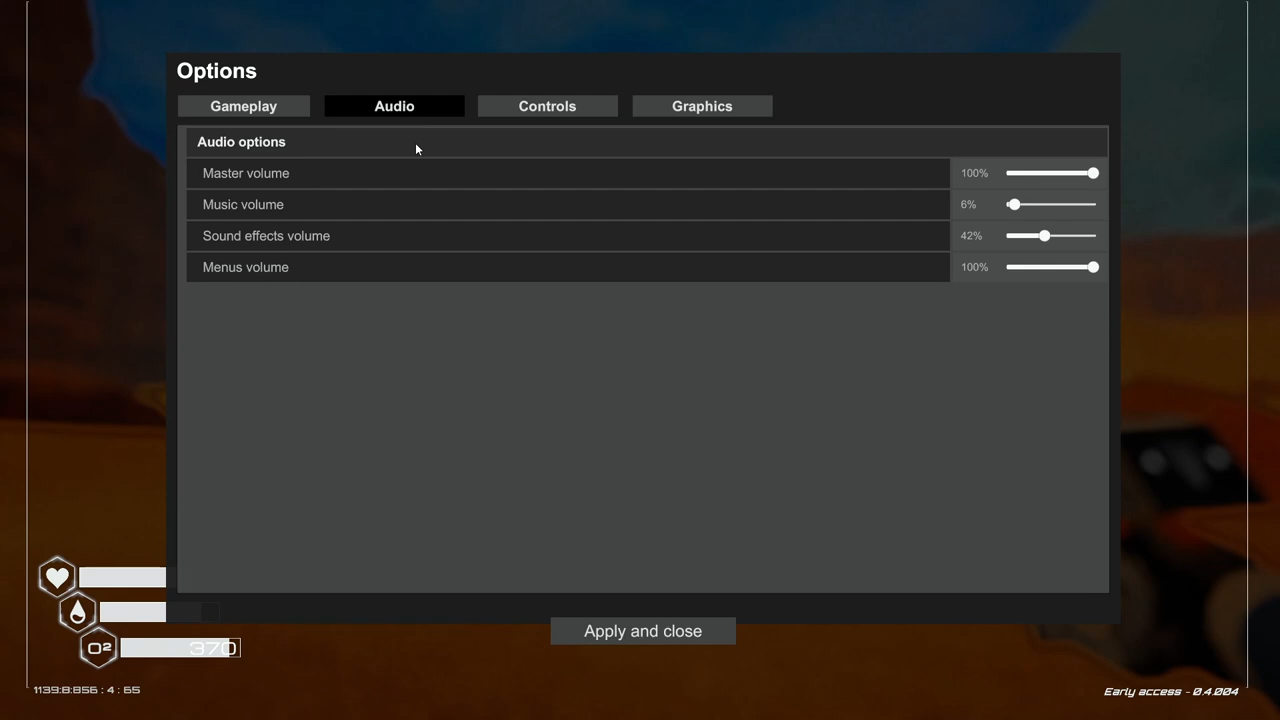 Options
Gameplay Audio Controls Graphics
Audio options
Master volume 100%
Music volume 6%
Sound effects volume 42%
Menus volume 100%
Apply and close
O²
370
1139:8:856 : 4 : 65
Early access - 0.4.004